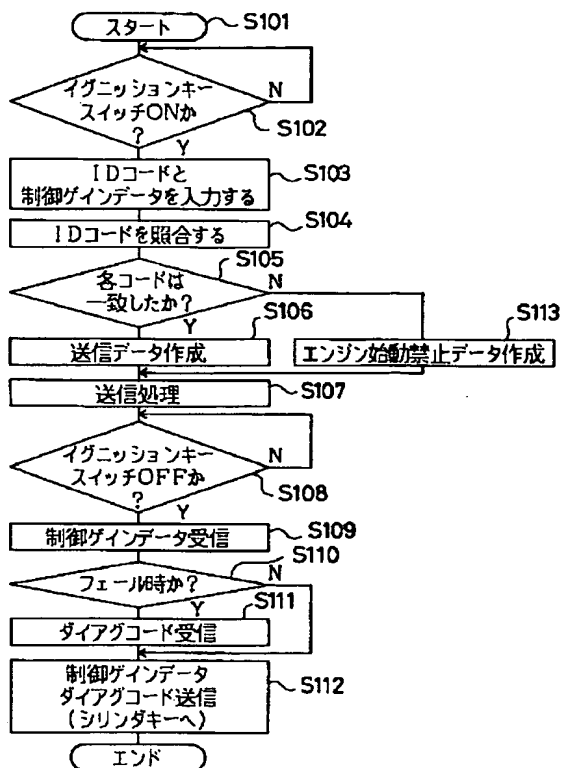 スタート
S101
イグニッションキー
スイッチONか
?
N
S102
Y
IDコードと
制御ゲインデータを入力する
S103
IDコードを照合する
S104
各コードは
一致したか?
S105
N
Y
送信データ作成
S106
エンジン始動禁止データ作成
S113
送信処理
S107
イグニッションキー
スイッチOFFか
?
N
S108
Y
制御ゲインデータ受信
S109
フェール時か?
S110
N
Y
ダイアグコード受信
S111
制御ゲインデータ
ダイアグコード送信
(シリンダキーへ)
S112
エンド